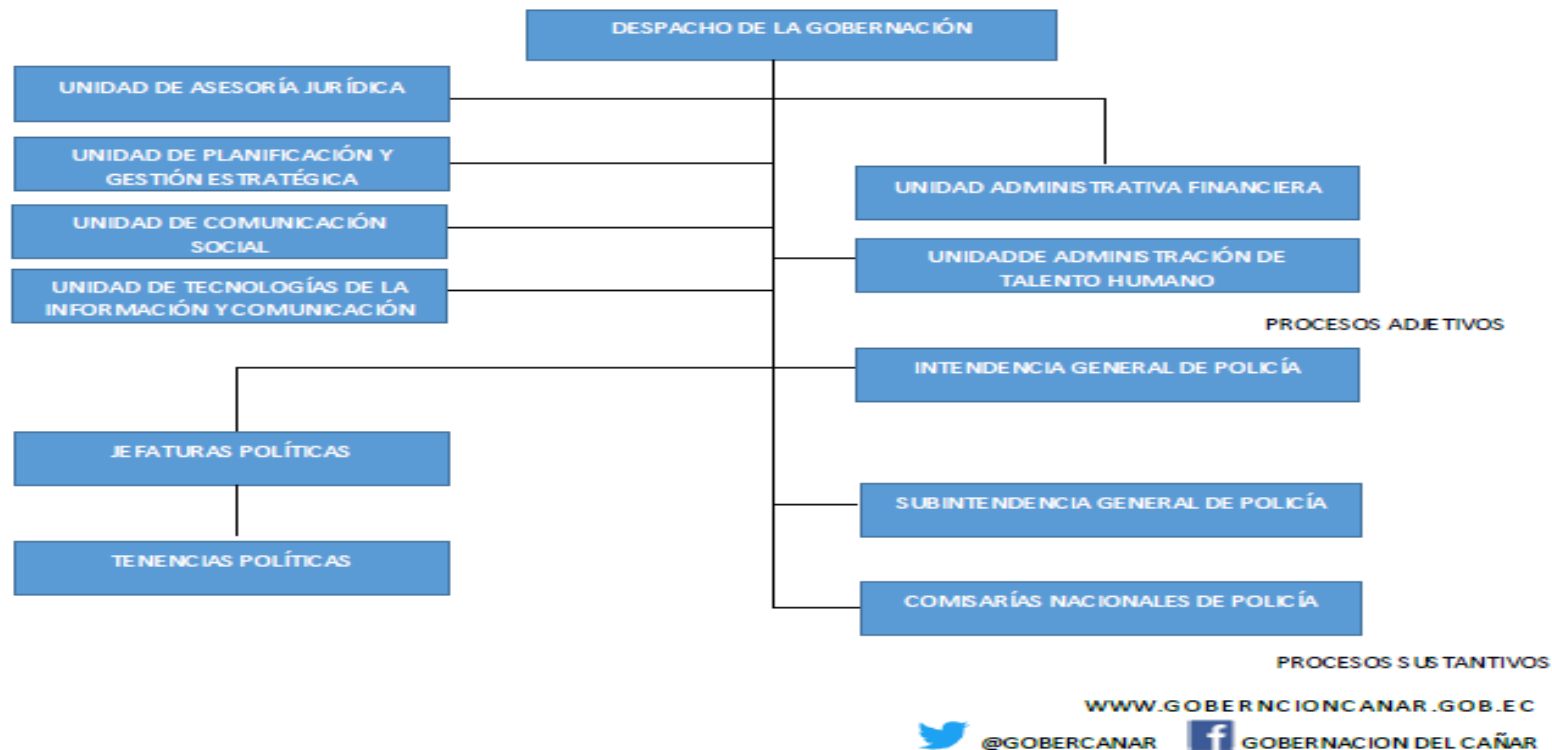 DESPACHO DE LA GOBERNACIÓN
UNIDAD DE ASESORÍA JURÍDICA
UNIDAD DE PLANIFICACIÓN Y
GESTIÓN ESTRATÉGICA
UNIDAD DE COMUNICACIÓN
SOCIAL
UNIDAD DE TECNOLOGÍAS DE LA
INFORMACIÓN Y COMUNICACIÓN
UNIDAD ADMINISTRATIVA FINANCIERA
UNIDADDE ADMINISTRACIÓN DE
TALENTO HUMANO
PROCESOS ADJETIVOS
INTENDENCIA GENERAL DE POLICÍA
JEFATURAS POLÍTICAS
SUBINTENDENCIA GENERAL DE POLICÍA
TENENCIAS POLÍTICAS
COMISARÍAS NACIONALES DE POLICÍA
PROCESOS SUSTANTIVOS
WWW.GOBERNCIONCANAR.GOB.EC
@GOBERCANAR f GOBERNACION DEL CAÑAR